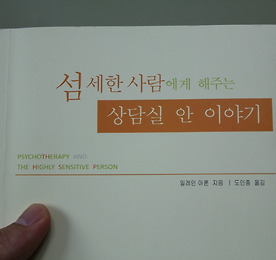 섬세한 사람에게 해주는
상담실 안 이야기
PSYCHOTHERAPY AND
THE HIGHLY SENSITIVE PERSON
일레인 아론 지음 | 도인종 옮김